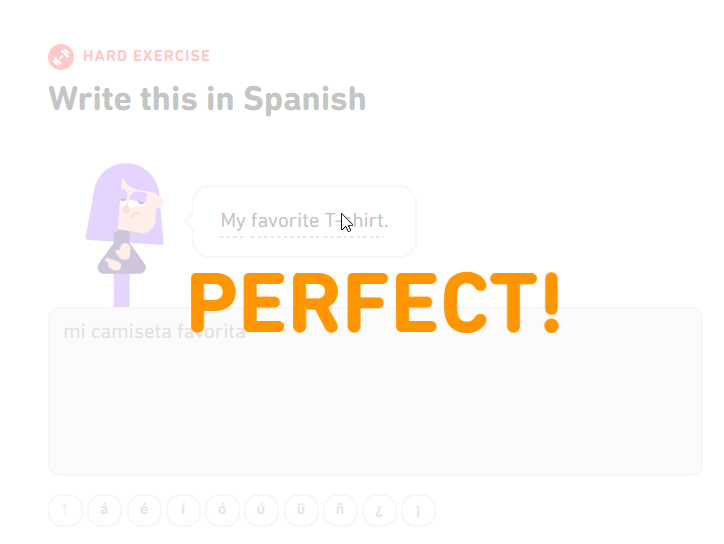 HARD EXERCISE
Write this in Spanish
My favorite T-shirt.
PERFECT!
mi camiseta favorita
↑ á é í ó ú ü ñ ¿ ¡